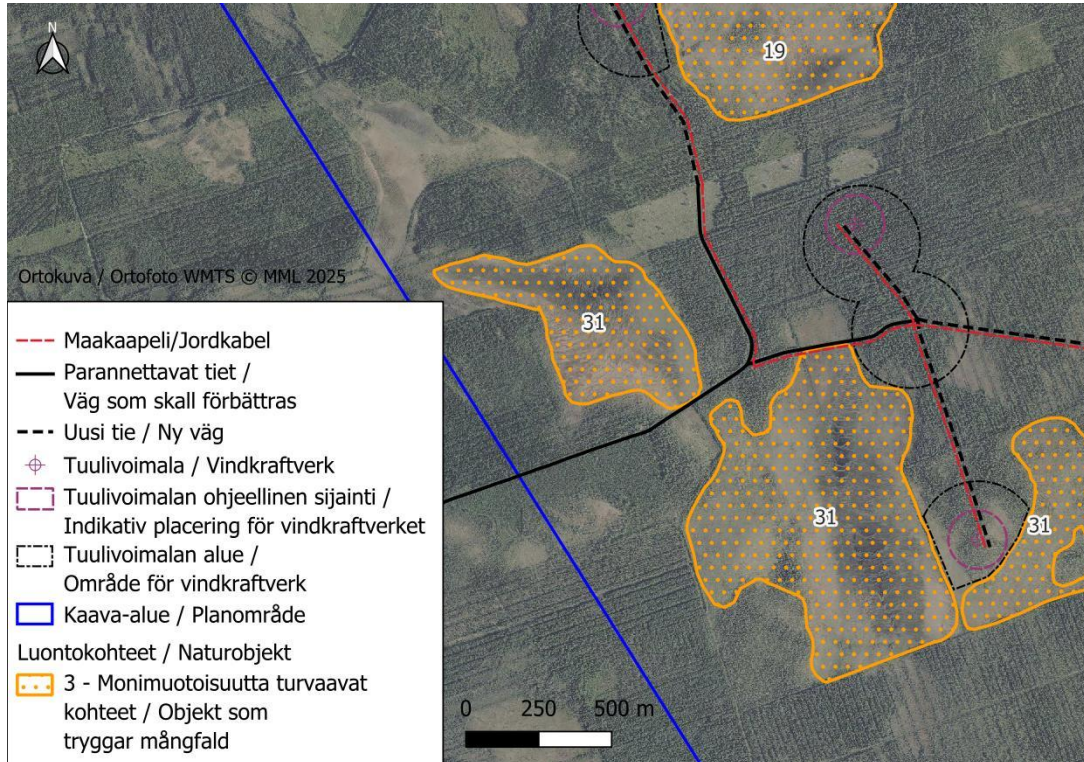 N
19
Ortokuva / Ortofoto WMTS © MML 2025
31
31
31
Maakaapeli/Jordkabel
Parannettavat tiet /
Väg som skall förbättras
Uusi tie / Ny väg
Tuulivoimala / Vindkraftverk
Tuulivoimalan ohjeellinen sijainti /
Indikativ placering för vindkraftverket
Tuulivoimalan alue /
Område för vindkraftverk
Kaava-alue / Planområde
Luontokohteet / Naturobjekt
3 - Monimuotoisuutta turvaavat
kohteet / Objekt som
tryggar mångfald
0 250 500 m